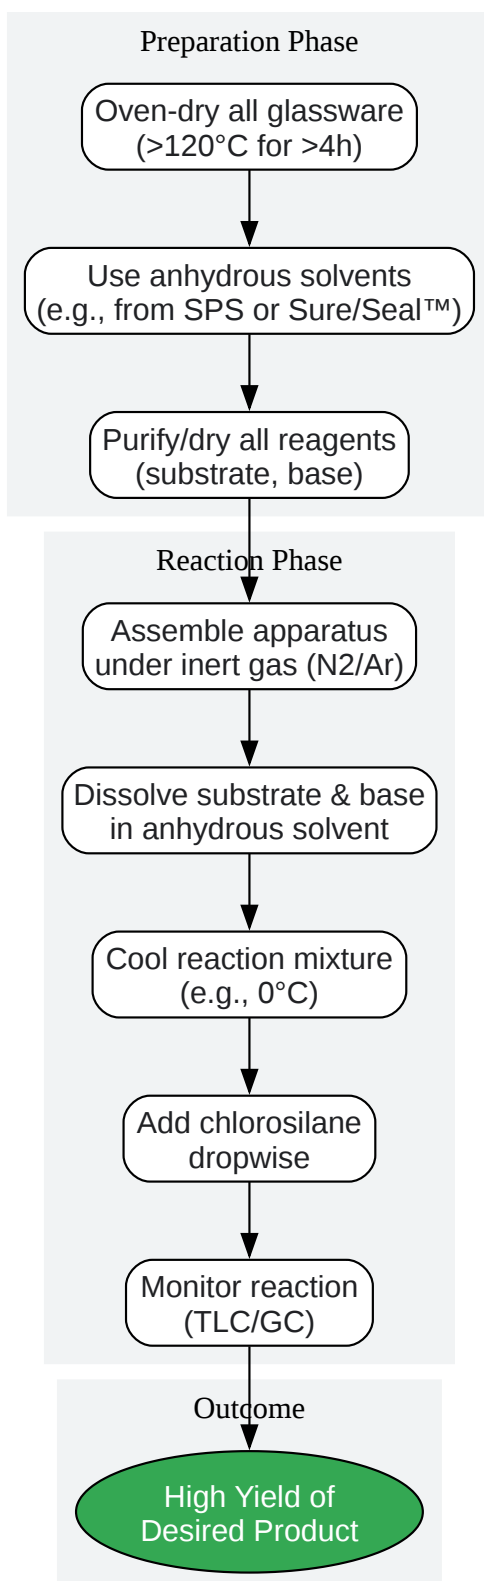 Preparation Phase
Oven-dry all glassware
(>120°C for >4h)
Use anhydrous solvents
(e.g., from SPS or Sure/Seal™)
Purify/dry all reagents
(substrate, base)
Reaction Phase
Assemble apparatus
under inert gas (N2/Ar)
Dissolve substrate & base
in anhydrous solvent
Cool reaction mixture
(e.g., 0°C)
Add chlorosilane
dropwise
Monitor reaction
(TLC/GC)
Outcome
High Yield of
Desired Product